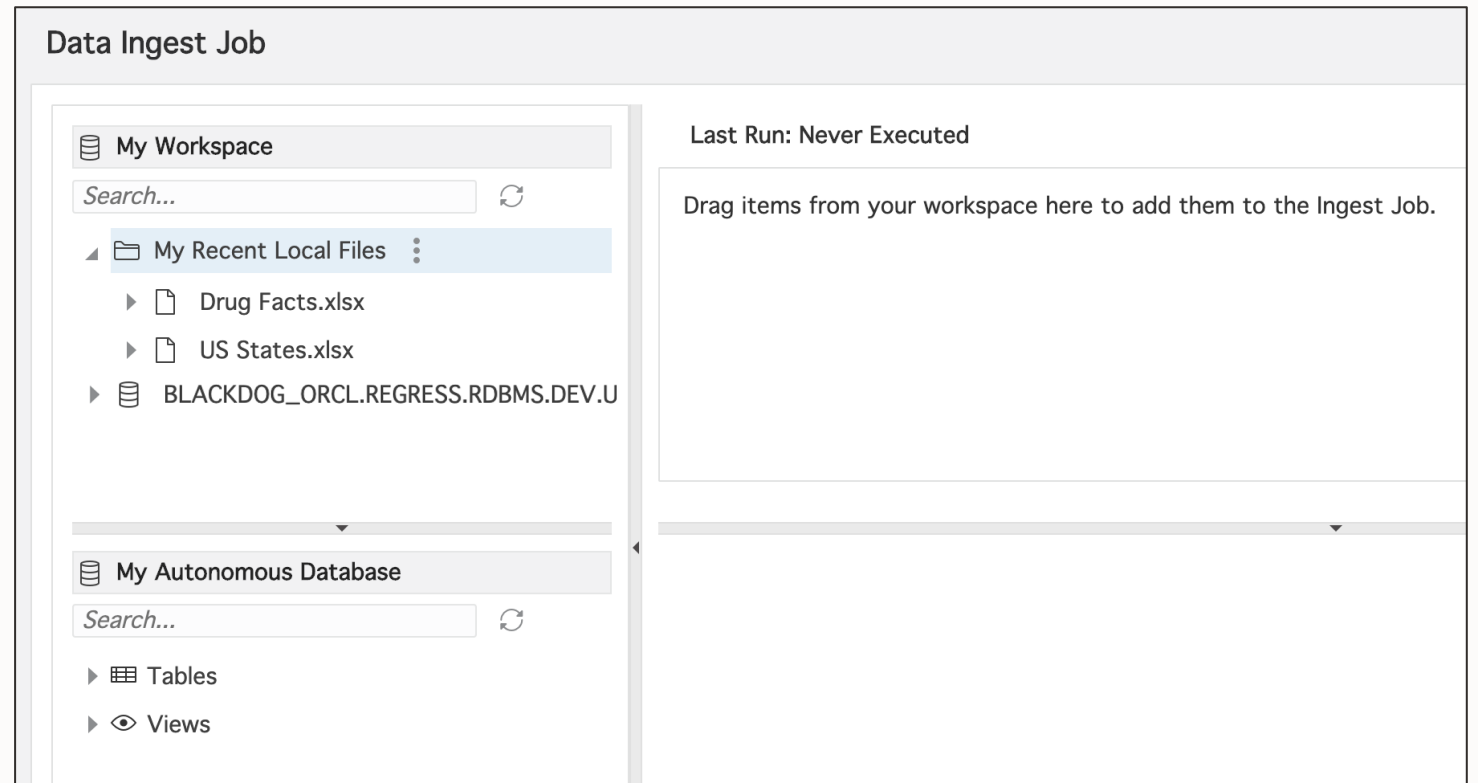 Data Ingest Job
My Workspace
Search...
My Recent Local Files
Drug Facts.xlsx
US States.xlsx
BLACKDOG_ORCL.REGRESS.RDBMS.DEV.U
My Autonomous Database
Search...
Tables
Views
Last Run: Never Executed
Drag items from your workspace here to add them to the Ingest Job.